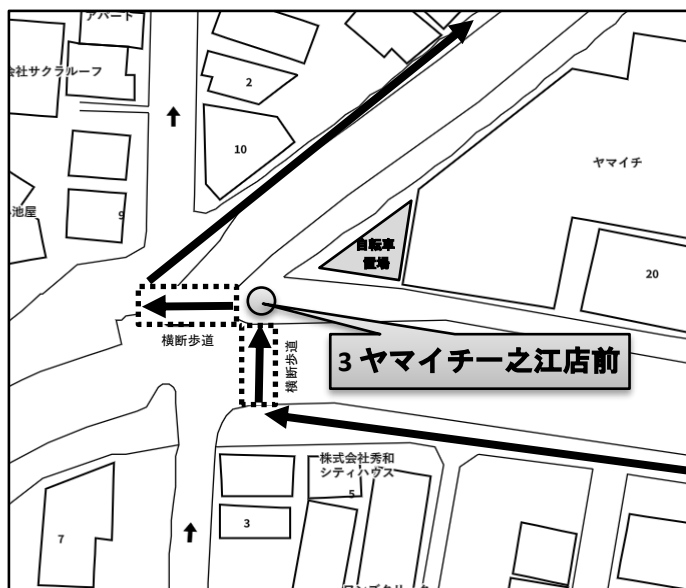 アパート
会社サクラルーフ
2
10
ヤマイチ
9
池屋
自転車
置場
20
横断歩道
横断歩道
3 ヤマイチ一之江店前
株式会社秀和
シティハウス
5
3
7